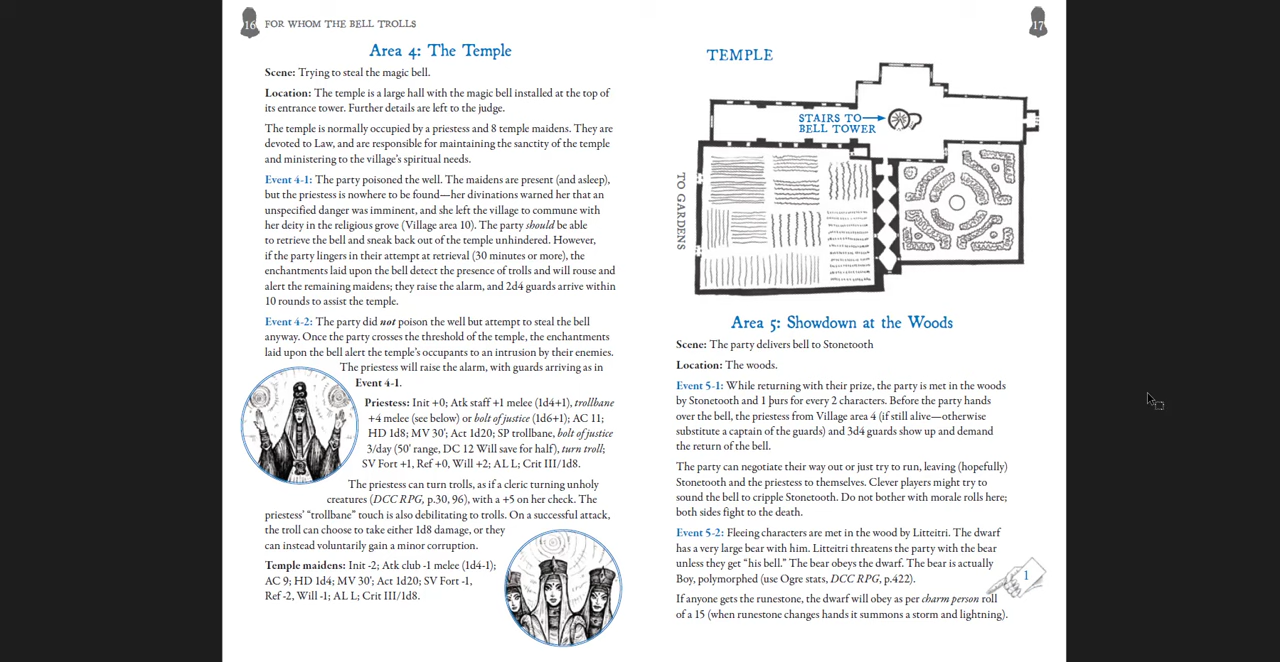 16 FOR WHOM THE BELL TROLLS
Area 4: The Temple
Scene: Trying to steal the magic bell.
Location: The temple is a large hall with the magic bell installed at the top of
its entrance tower. Further details are left to the judge.
The temple is normally occupied by a priestess and 8 temple maidens. They are
devoted to Law, and are responsible for maintaining the sanctity of the temple
and ministering to the village's spiritual needs.
Event 4-1: The party poisoned the well. The maidens are present (and asleep),
but the priestess is nowhere to be found—her divinations warned her that an
unspecified danger was imminent, and she left the village to commune with
her deity in the religious grove (Village area 10). The party should be able
to retrieve the bell and sneak back out of the temple unhindered. However,
if the party lingers in their attempt at retrieval (30 minutes or more), the
enchantments laid upon the bell detect the presence of trolls and will rouse and
alert the remaining maidens; they raise the alarm, and 2d4 guards arrive within
10 rounds to assist the temple.
Event 4-2: The party did not poison the well but attempt to steal the bell
anyway. Once the party crosses the threshold of the temple, the enchantments
laid upon the bell alert the temple's occupants to an intrusion by their enemies.
The priestess will raise the alarm, with guards arriving as in
Event 4-1.
Priestess: Init +0; Atk staff +1 melee (1d4+1), trollbane
+4 melee (see below) or bolt of justice (1d6+1); AC 11;
HD 1d8; MV 30'; Act 1d20; SP trollbane, bolt of justice
3/day (50' range, DC 12 Will save for half), turn troll;
SV Fort +1, Ref +0, Will +2; AL L; Crit III/1d8.
The priestess can turn trolls, as if a cleric turning unholy
creatures (DCC RPG, p.30, 96), with a +5 on her check. The
priestess' "trollbane" touch is also debilitating to trolls. On a successful attack,
the troll can choose to take either 1d8 damage, or they
can instead voluntarily gain a minor corruption.
Temple maidens: Init -2; Atk club -1 melee (1d4-1);
AC 9; HD 1d4; MV 30'; Act 1d20; SV Fort -1,
Ref -2, Will -1; AL L; Crit III/1d8.
17
TEMPLE
STAIRS TO
BELL TOWER
TO GARDENS
Area 5: Showdown at the Woods
Scene: The party delivers bell to Stonetooth
Location: The woods.
Event 5-1: While returning with their prize, the party is met in the woods
by Stonetooth and 1 þurs for every 2 characters. Before the party hands
over the bell, the priestess from Village area 4 (if still alive—otherwise
substitute a captain of the guards) and 3d4 guards show up and demand
the return of the bell.
The party can negotiate their way out or just try to run, leaving (hopefully)
Stonetooth and the priestess to themselves. Clever players might try to
sound the bell to cripple Stonetooth. Do not bother with morale rolls here;
both sides fight to the death.
Event 5-2: Fleeing characters are met in the wood by Litteitri. The dwarf
has a very large bear with him. Litteitri threatens the party with the bear
unless they get "his bell." The bear obeys the dwarf. The bear is actually
Boy, polymorphed (use Ogre stats, DCC RPG, p.422).
1
If anyone gets the runestone, the dwarf will obey as per charm person roll
of a 15 (when runestone changes hands it summons a storm and lightning).